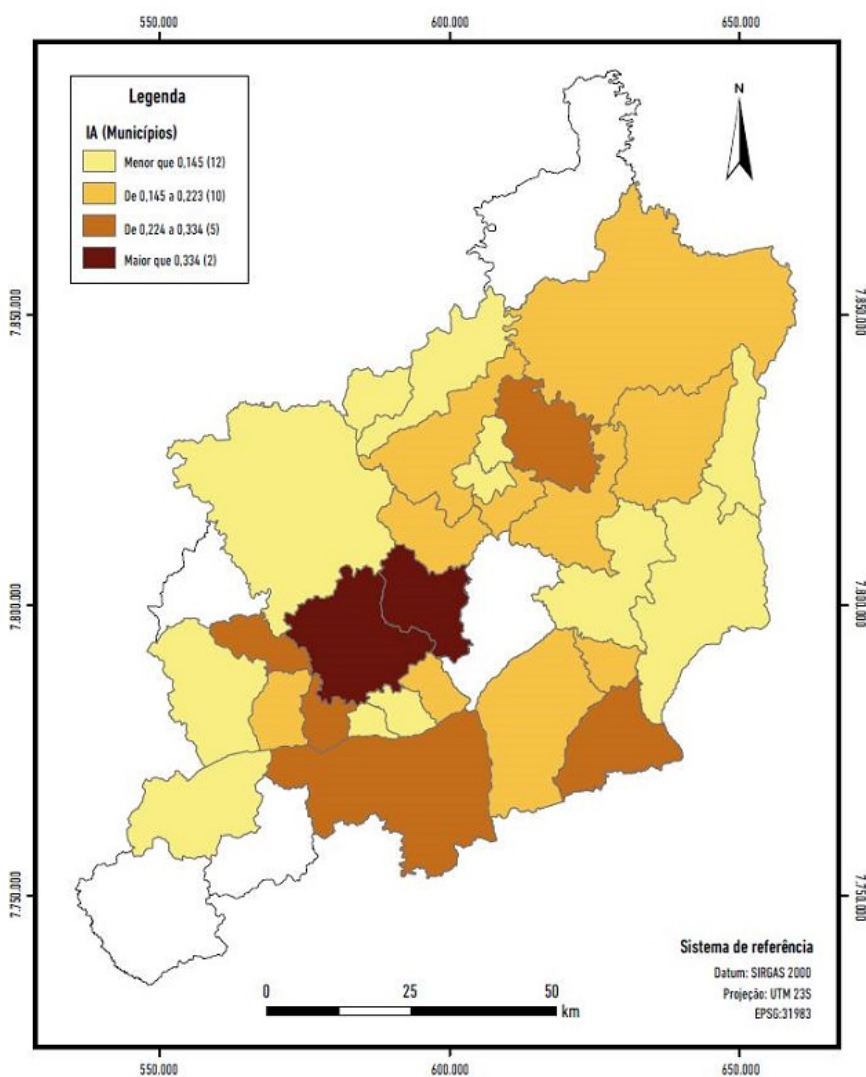 550.000 600.000 650.000
Legenda
IA (Municípios)
Menor que 0,145 (12)
De 0,145 a 0,223 (10)
De 0,224 a 0,334 (5)
Maior que 0,334 (2)
N
7.850.000 7.850.000
7.800.000 7.800.000
7.750.000 7.750.000
Sistema de referência
Datum: SIRGAS 2000
Projeção: UTM 23S
EPSG:31983
0 25 50
km
550.000 600.000 650.000